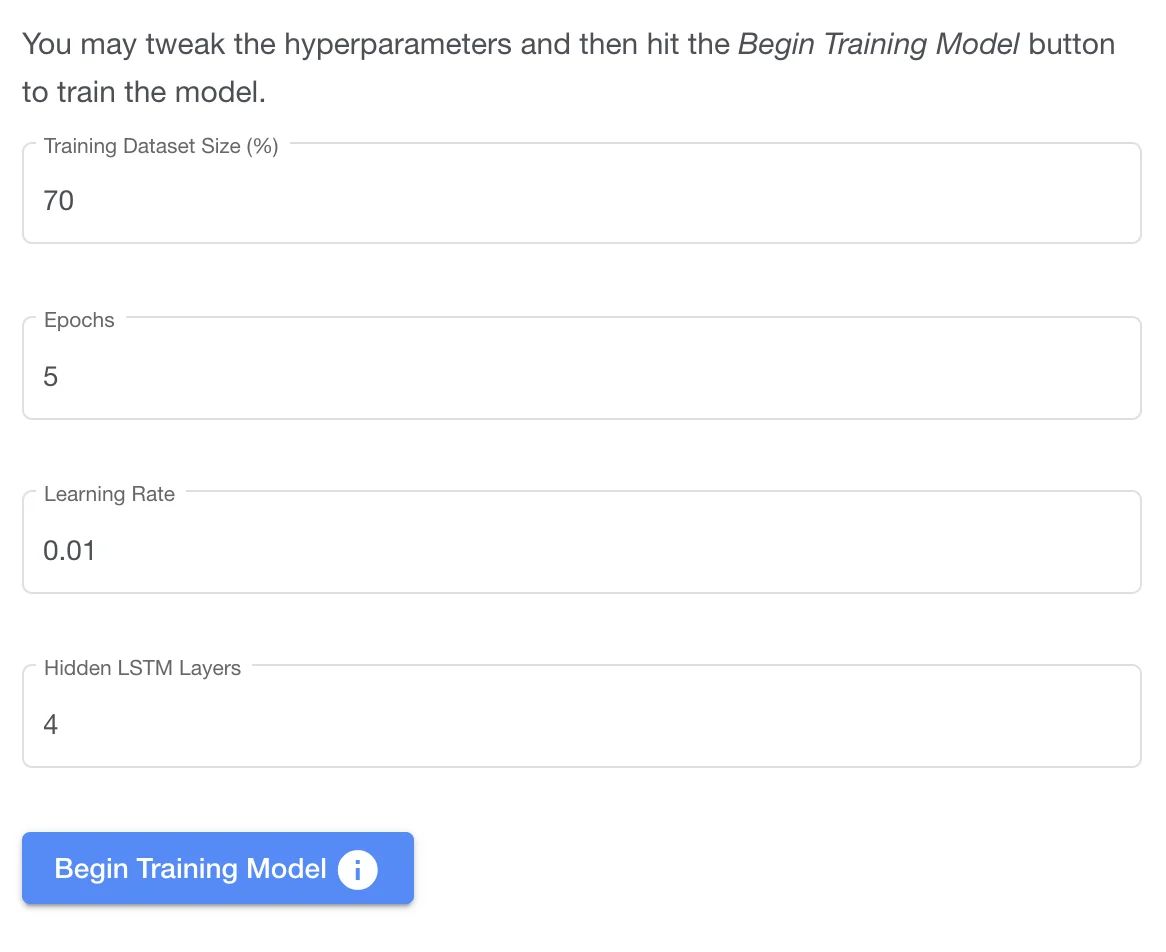 You may tweak the hyperparameters and then hit the Begin Training Model button
to train the model.
Training Dataset Size (%)
70
Epochs
5
Learning Rate
0.01
Hidden LSTM Layers
4
Begin Training Model i